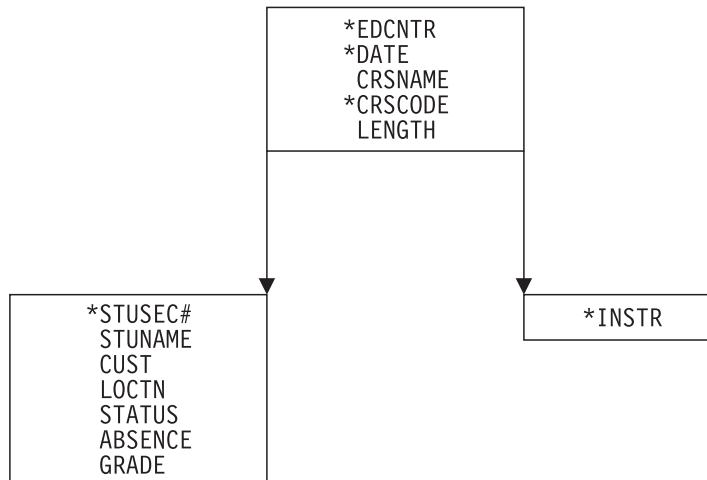 *EDCNTR
*DATE
CRSNAME
*CRSCODE
LENGTH
*STUSEC#
STUNAME
CUST
LOCTN
STATUS
ABSENCE
GRADE
*INSTR